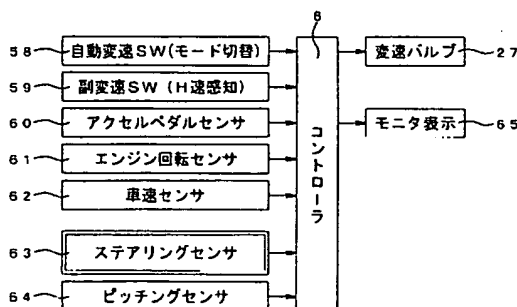 6
58 自動変速SW(モード切替)
変速バルブ 27
59 副変速SW (H速感知)
60 アクセルペダルセンサ
モニタ表示 65
61 エンジン回転センサ
コントローラ
62 車速センサ
63 ステアリングセンサ
64 ピッチングセンサ